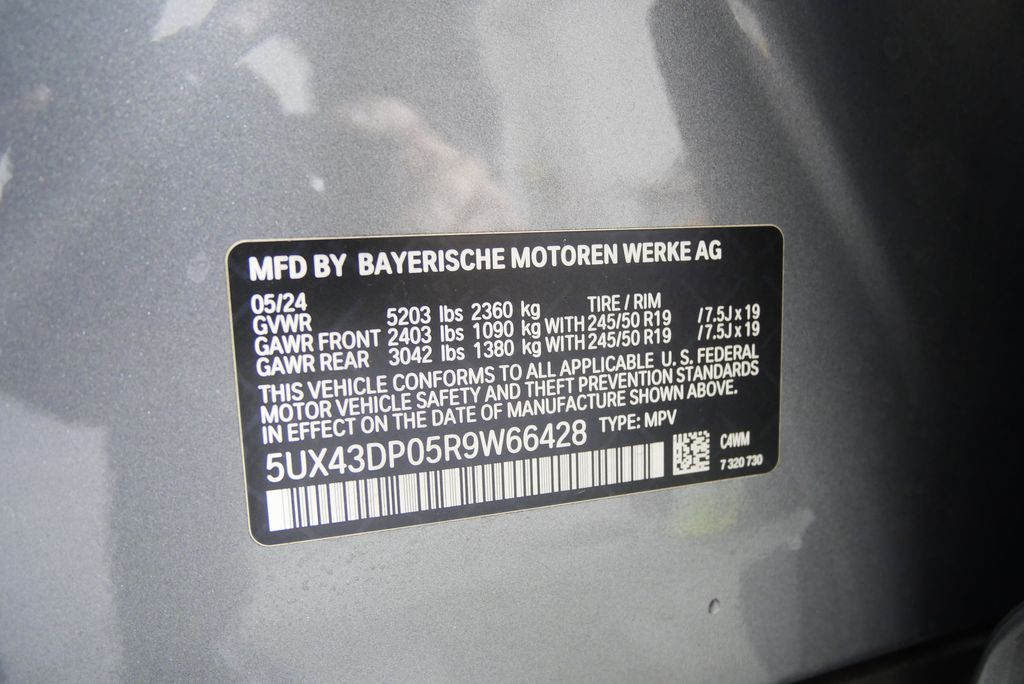 MFD BY BAYERISCHE MOTOREN WERKE AG
05/24 TIRE / RIM
GVWR 5203 lbs 2360 kg
GAWR FRONT 2403 lbs 1090 kg WITH 245/50 R19 /7.5J x 19
GAWR REAR 3042 lbs 1380 kg WITH 245/50 R19 /7.5J x 19
THIS VEHICLE CONFORMS TO ALL APPLICABLE U.S. FEDERAL
MOTOR VEHICLE SAFETY AND THEFT PREVENTION STANDARDS
IN EFFECT ON THE DATE OF MANUFACTURE SHOWN ABOVE.
5UX43DP05R9W66428 TYPE: MPV
C4WM
7 320 730